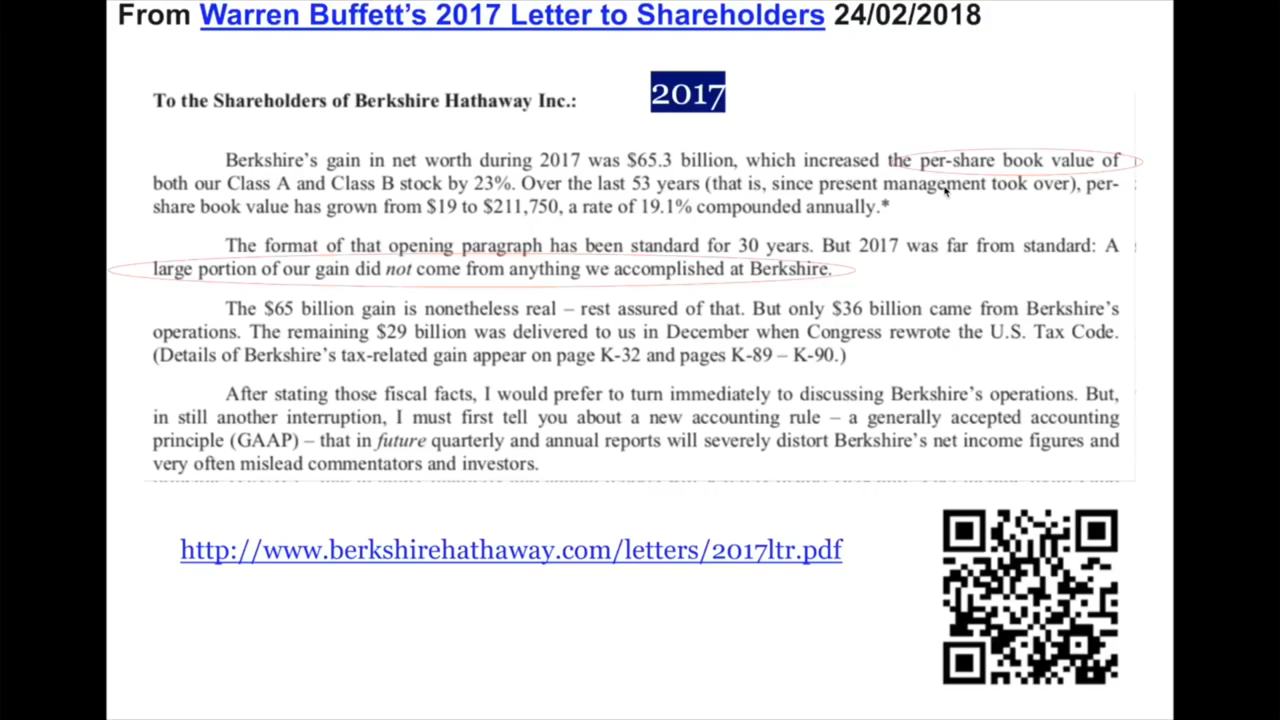 From Warren Buffett’s 2017 Letter to Shareholders 24/02/2018
To the Shareholders of Berkshire Hathaway Inc.:
2017
Berkshire’s gain in net worth during 2017 was $65.3 billion, which increased the per-share book value of
both our Class A and Class B stock by 23%. Over the last 53 years (that is, since present management took over), per-
share book value has grown from $19 to $211,750, a rate of 19.1% compounded annually.*
The format of that opening paragraph has been standard for 30 years. But 2017 was far from standard: A
large portion of our gain did not come from anything we accomplished at Berkshire.
The $65 billion gain is nonetheless real – rest assured of that. But only $36 billion came from Berkshire’s
operations. The remaining $29 billion was delivered to us in December when Congress rewrote the U.S. Tax Code.
(Details of Berkshire’s tax-related gain appear on page K-32 and pages K-89 – K-90.)
After stating those fiscal facts, I would prefer to turn immediately to discussing Berkshire’s operations. But,
in still another interruption, I must first tell you about a new accounting rule – a generally accepted accounting
principle (GAAP) – that in future quarterly and annual reports will severely distort Berkshire’s net income figures and
very often mislead commentators and investors.
http://www.berkshirehathaway.com/letters/2017ltr.pdf